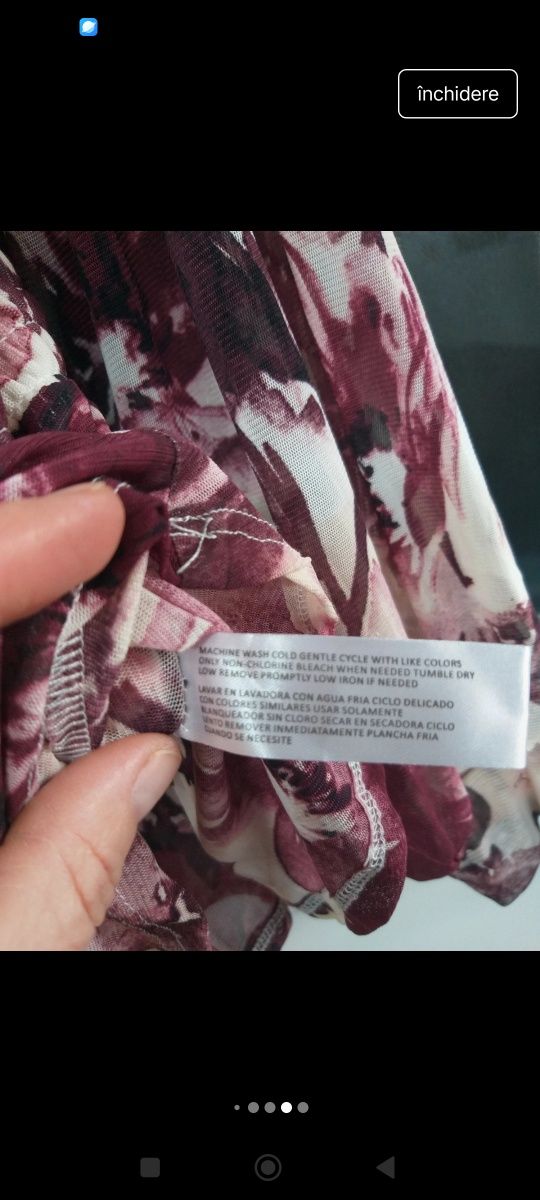 închidere
MACHINE WASH COLD GENTLE CYCLE WITH LIKE COLORS
ONLY NON-CHLORINE BLEACH WHEN NEEDED TUMBLE DRY
LOW REMOVE PROMPTLY LOW IRON IF NEEDED
LAVAR EN LAVADORA CON AGUA FRIA CICLO DELICADO
CON COLORES SIMILARES USAR SOLAMENTE
BLANQUEADOR SIN CLORO SECAR EN SECADORA CICLO
LENTO REMOVER INMEDIATAMENTE PLANCHA FRIA
CUANDO SE NECESITE